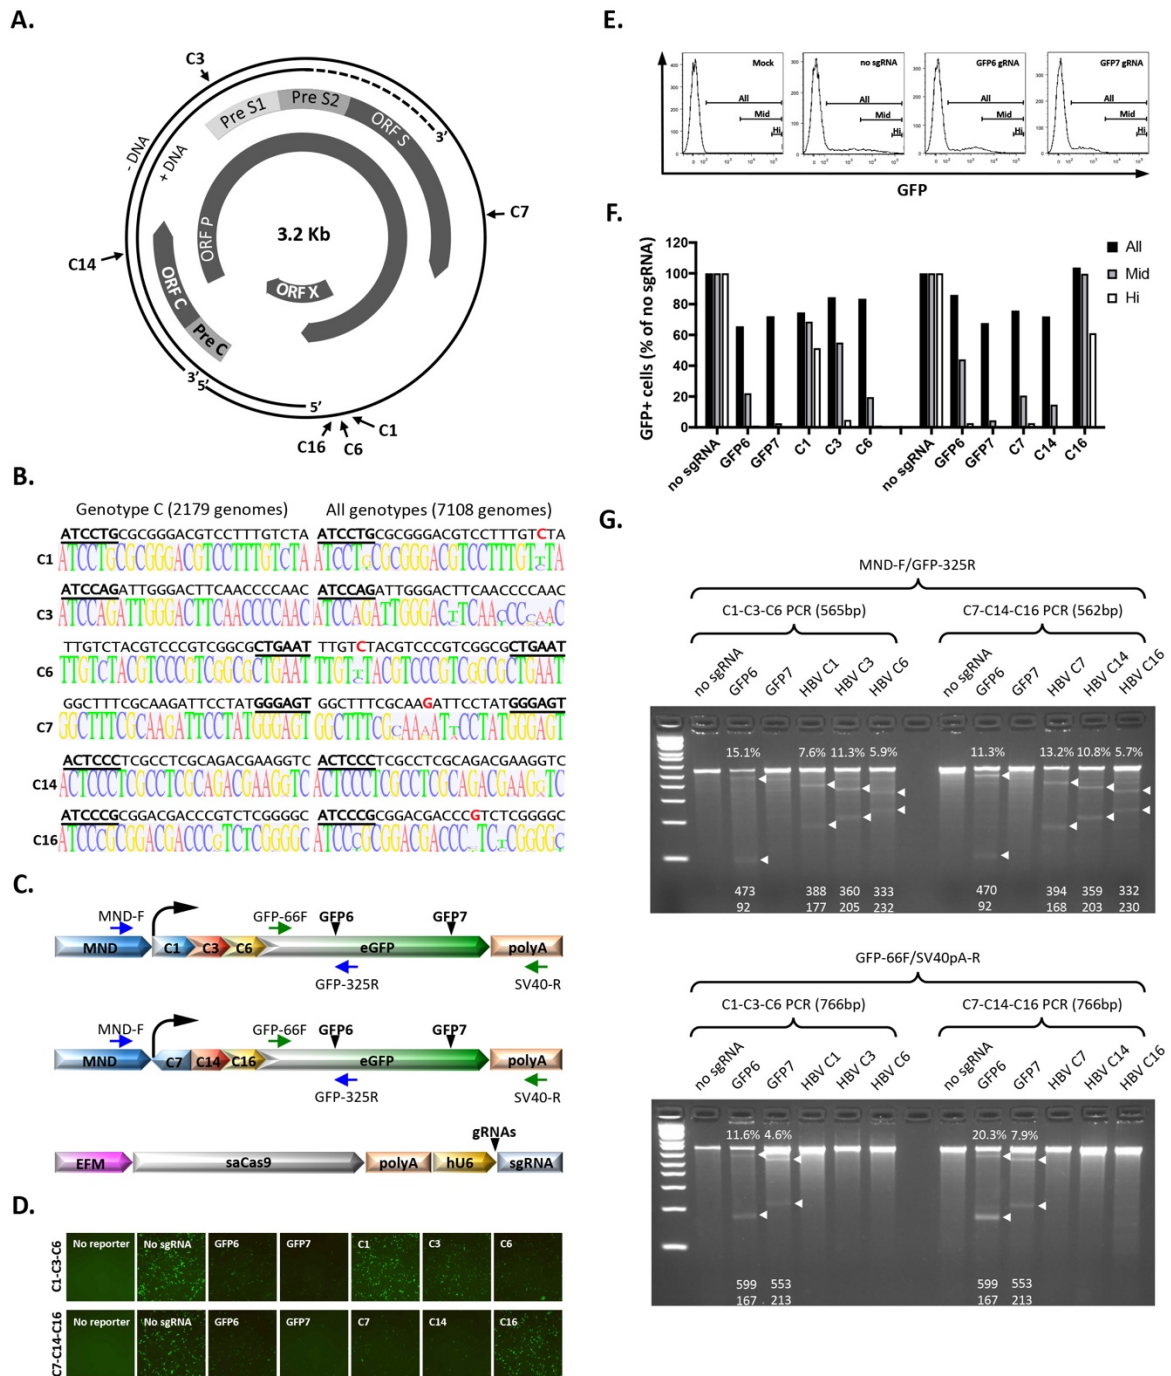 A.
C3
Pre S1
Pre S2
ORF S
3'
- DNA
+ DNA
C7
ORF P
3.2 Kb
C14
ORF C
ORF X
Pre C
3'
5'
5'
C16
C6
C1
B.
Genotype C (2179 genomes)
All genotypes (7108 genomes)
ATCCTGCGCGGGACGTCCTTTGTCTA
ATCCTGCGCGGGACGTCCTTTGTCTA
C1
ATCCAGATTGGGACTTCAACCCCAAC
ATCCAGATTGGGACTTCAACCCCAAC
C3
TTGTCTACGTCCCGTCGGCGCTGAAT
TTGTCTACGTCCCGTCGGCGCTGAAT
C6
GGCTTTCGCAAGATTCCTATGGGAGT
GGCTTTCGCAAGATTCCTATGGGAGT
C7
ACTCCCTCGCCTCGCAGACGAAGGTC
ACTCCCTCGCCTCGCAGACGAAGGTC
C14
ATCCCGCGGACGACCCGTCTCGGGGC
ATCCCGCGGACGACCCGTCTCGGGGC
C16
C.
MND-F
GFP-66F
GFP6
GFP7
MND
C1
C3
C6
eGFP
polyA
GFP-325R
SV40-R
MND-F
GFP-66F
GFP6
GFP7
MND
C7
C14
C16
eGFP
polyA
GFP-325R
SV40-R
gRNAs
EFM
saCas9
polyA
hU6
sgRNA
D.
C1-C3-C6
No reporter
No sgRNA
GFP6
GFP7
C1
C3
C6
C7-C14-C16
No reporter
No sgRNA
GFP6
GFP7
C7
C14
C16
E.
Mock
All
Mid
Hi
no sgRNA
All
Mid
Hi
GFP6 gRNA
All
Mid
Hi
GFP7 gRNA
All
Mid
Hi
GFP
F.
GFP+ cells (% of no sgRNA)
120
100
80
60
40
20
0
All
Mid
Hi
no sgRNA
GFP6
GFP7
C1
C3
C6
no sgRNA
GFP6
GFP7
C7
C14
C16
G.
MND-F/GFP-325R
C1-C3-C6 PCR (565bp)
C7-C14-C16 PCR (562bp)
no sgRNA
GFP6
GFP7
HBV C1
HBV C3
HBV C6
no sgRNA
GFP6
GFP7
HBV C7
HBV C14
HBV C16
15.1%
7.6%
11.3%
5.9%
11.3%
13.2%
10.8%
5.7%
473
388
360
333
470
394
359
332
92
177
205
232
92
168
203
230
GFP-66F/SV40pA-R
C1-C3-C6 PCR (766bp)
C7-C14-C16 PCR (766bp)
no sgRNA
GFP6
GFP7
HBV C1
HBV C3
HBV C6
no sgRNA
GFP6
GFP7
HBV C7
HBV C14
HBV C16
11.6%
4.6%
20.3%
7.9%
599
553
599
553
167
213
167
213